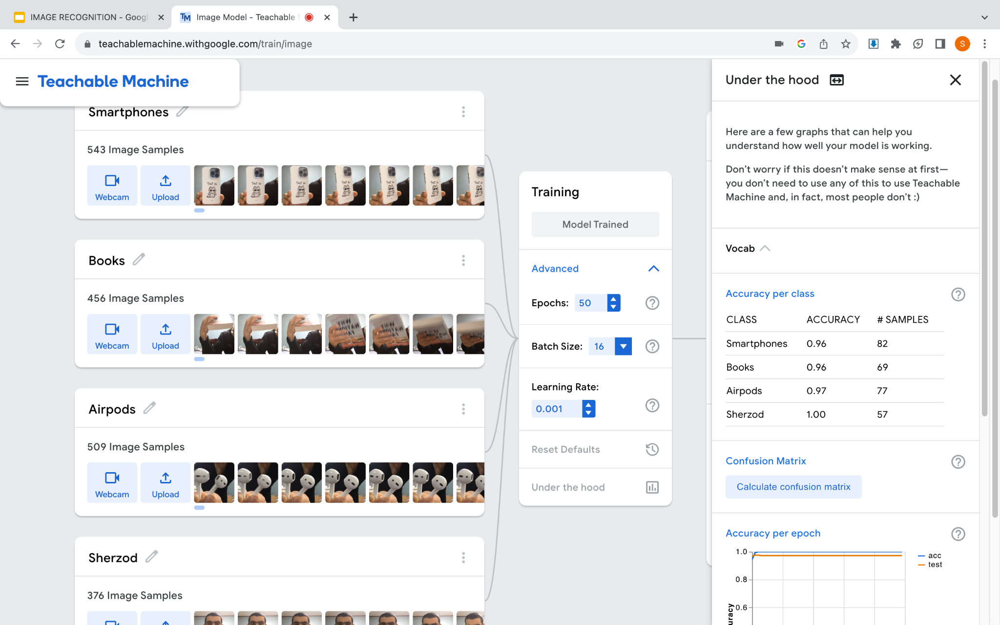 IMAGE RECOGNITION - Goog
Image Model - Teachable
teachablemachine.withgoogle.com/train/image
S
Teachable Machine
Smartphones
543 Image Samples
Webcam
Upload
Books
456 Image Samples
Webcam
Upload
Airpods
509 Image Samples
Webcam
Upload
Sherzod
376 Image Samples
Training
Model Trained
Advanced
Epochs: 50
Batch Size: 16
Learning Rate:
0.001
Reset Defaults
Under the hood
Under the hood
Here are a few graphs that can help you
understand how well your model is working.
Don’t worry if this doesn’t make sense at first—
you don’t need to use any of this to use Teachable
Machine and, in fact, most people don’t :)
Vocab
Accuracy per class
CLASS ACCURACY # SAMPLES
Smartphones 0.96 82
Books 0.96 69
Airpods 0.97 77
Sherzod 1.00 57
Confusion Matrix
Calculate confusion matrix
Accuracy per epoch
1.0
acc
test
0.8
0.6
uracy